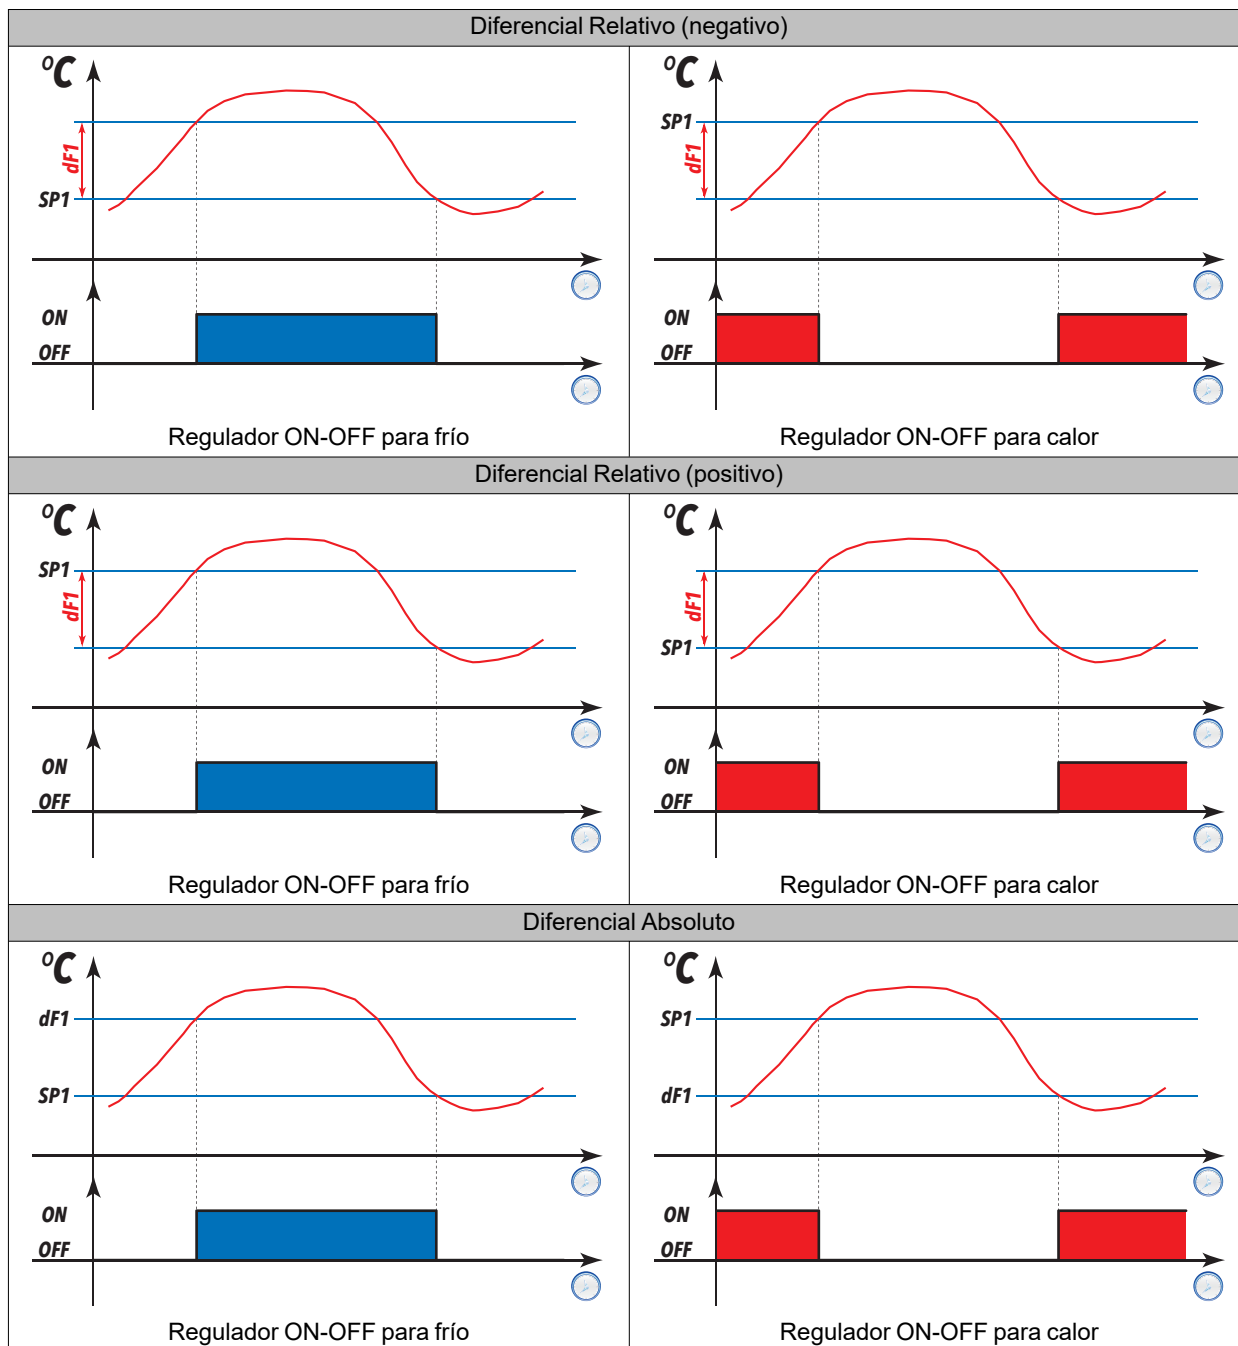 Diferencial Relativo (negativo)
°C
dF1
SP1
ON
OFF
Regulador ON-OFF para frío
°C
SP1
dF1
ON
OFF
Regulador ON-OFF para calor
Diferencial Relativo (positivo)
°C
SP1
dF1
ON
OFF
Regulador ON-OFF para frío
°C
dF1
SP1
ON
OFF
Regulador ON-OFF para calor
Diferencial Absoluto
°C
dF1
SP1
ON
OFF
Regulador ON-OFF para frío
°C
SP1
dF1
ON
OFF
Regulador ON-OFF para calor